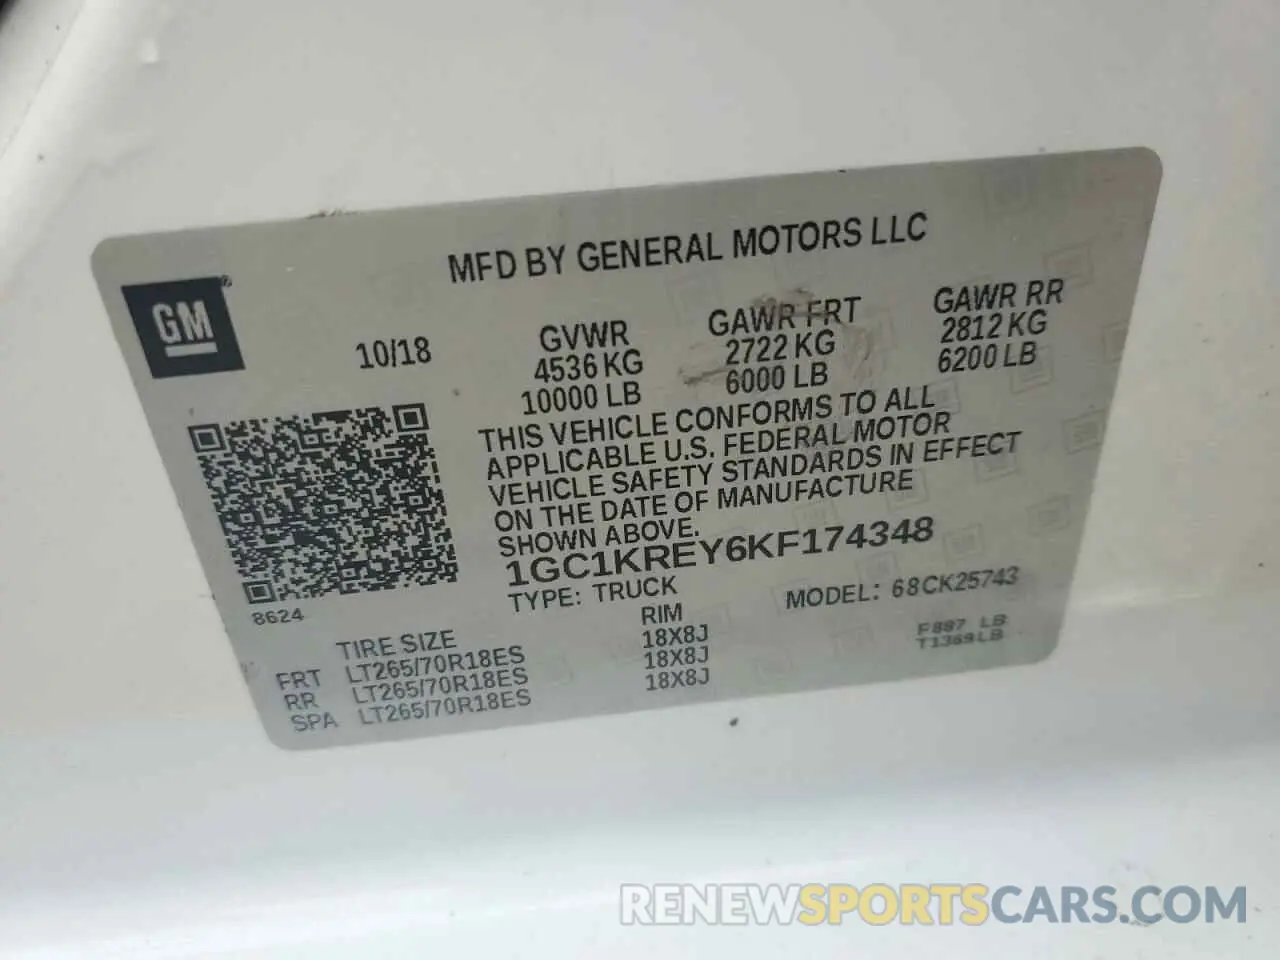 MFD BY GENERAL MOTORS LLC
GM®
10/18
GVWR
4536 KG
10000 LB
GAWR FRT
2722 KG
6000 LB
GAWR RR
2812 KG
6200 LB
THIS VEHICLE CONFORMS TO ALL
APPLICABLE U.S. FEDERAL MOTOR
VEHICLE SAFETY STANDARDS IN EFFECT
ON THE DATE OF MANUFACTURE
SHOWN ABOVE.
1GC1KREY6KF174348
TYPE: TRUCK
MODEL: 68CK25743
8624
TIRE SIZE
RIM
FRT LT265/70R18ES 18X8J
RR LT265/70R18ES 18X8J
SPA LT265/70R18ES 18X8J
F887 LB
T1369LB
RENEWSPORTSCARS.COM